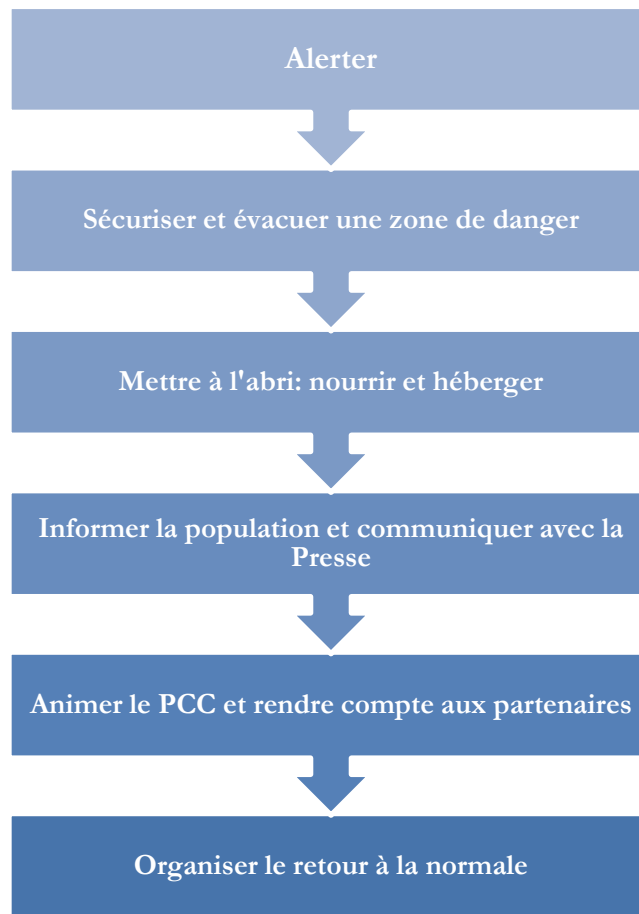 Alerter
Sécuriser et évacuer une zone de danger
Mettre à l'abri: nourrir et héberger
Informer la population et communiquer avec la
Presse
Animer le PCC et rendre compte aux partenaires
Organiser le retour à la normale